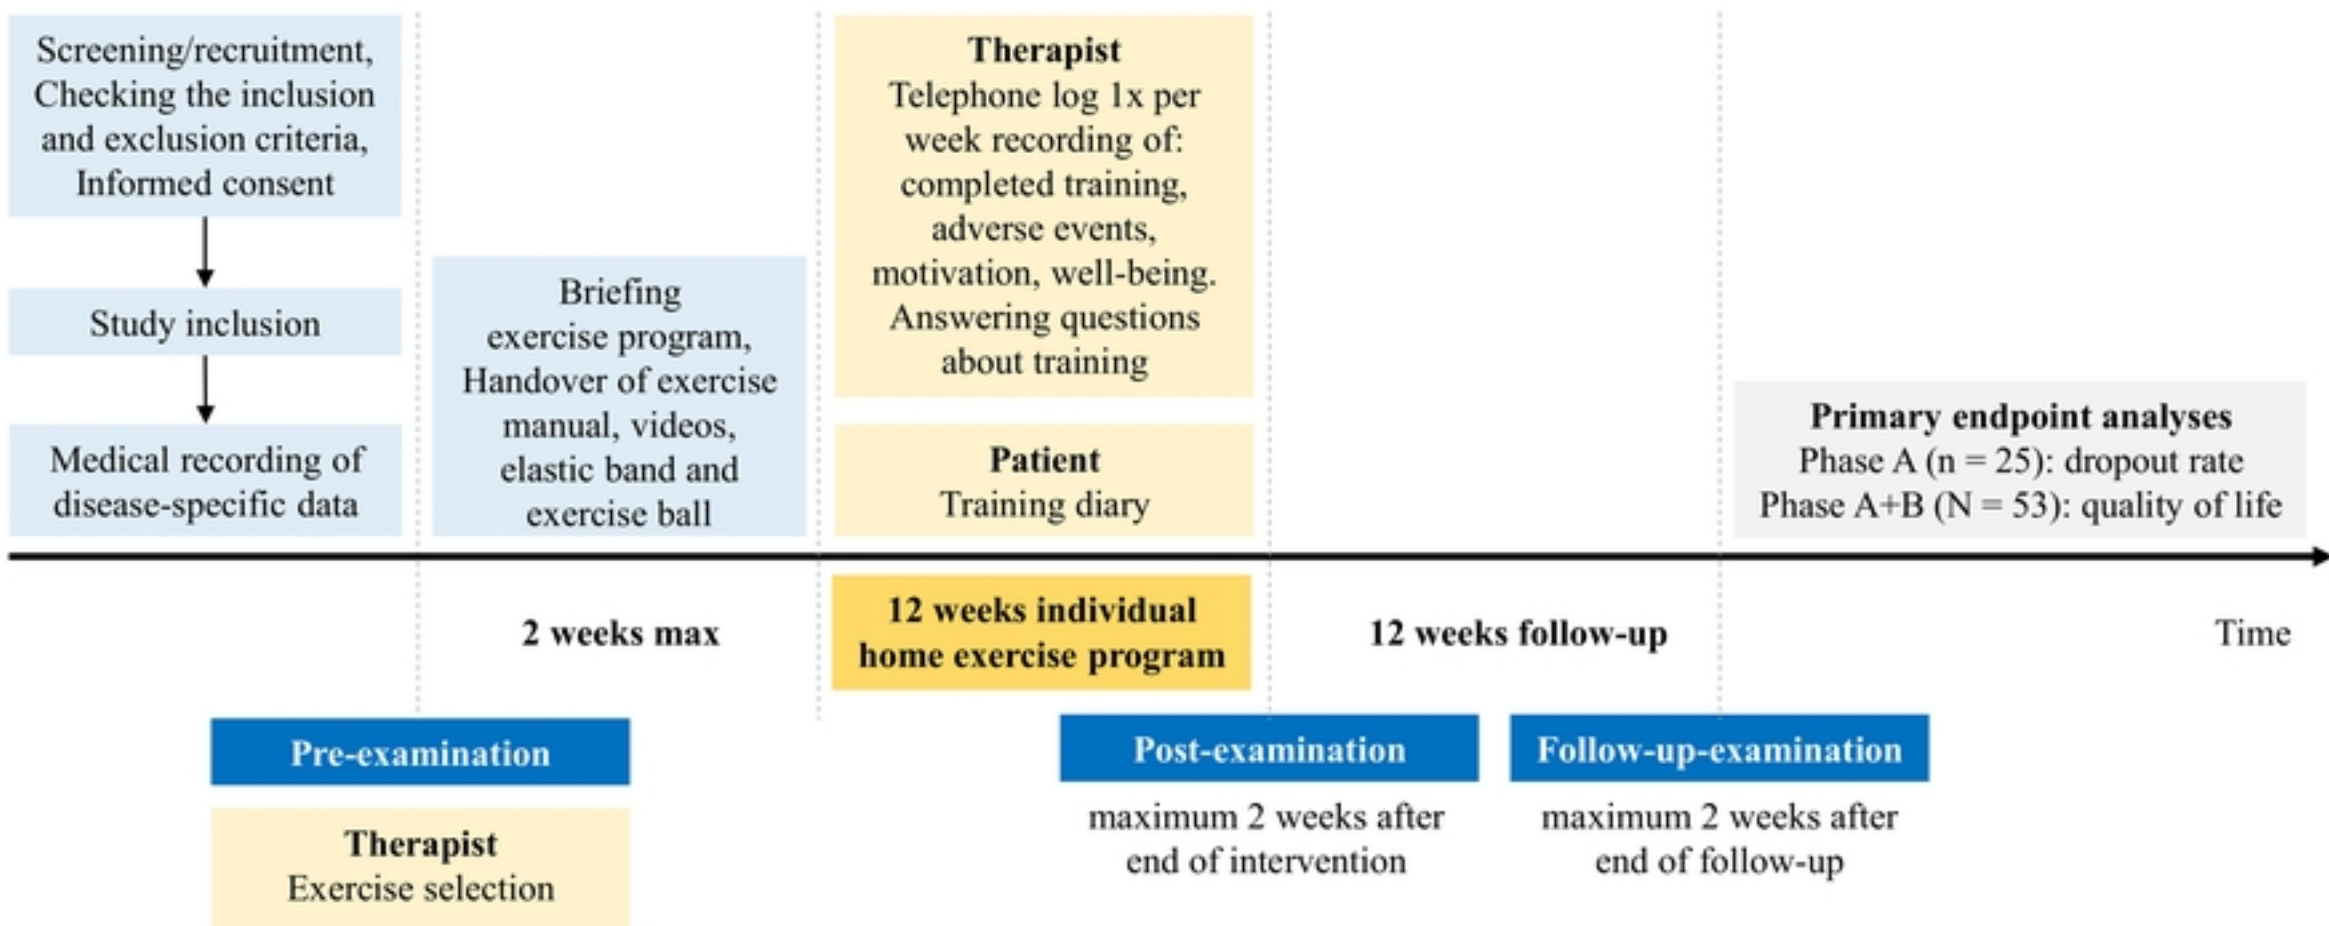 Screening/recruitment,
Checking the inclusion
and exclusion criteria,
Informed consent
Study inclusion
Medical recording of
disease-specific data
Briefing
exercise program,
Handover of exercise
manual, videos,
elastic band and
exercise ball
Therapist
Telephone log 1x per
week recording of:
completed training,
adverse events,
motivation, well-being.
Answering questions
about training
Patient
Training diary
Primary endpoint analyses
Phase A (n = 25): dropout rate
Phase A+B (N = 53): quality of life
2 weeks max
12 weeks individual
home exercise program
12 weeks follow-up
Time
Pre-examination
Therapist
Exercise selection
Post-examination
maximum 2 weeks after
end of intervention
Follow-up-examination
maximum 2 weeks after
end of follow-up